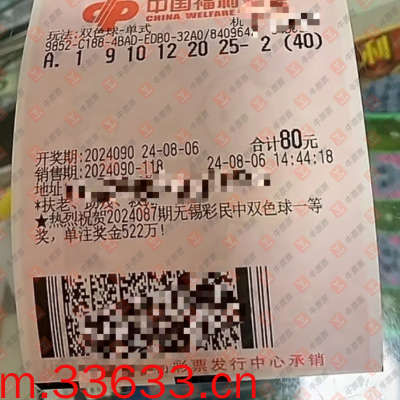 中国福利
CHINA WELFARE
玩法:双色球-单式
9852-C188-4BAD-EDB0-32A0/840964
A. 1 9 10 12 20 25- 2 (40)
开奖期:2024090 24-08-06 合计80元
销售期:2024090-118 24-08-06 14:44:18
地址
*扶老
★热烈祝贺2024087期无锡彩民中双色球一等
奖,单注奖金522万!
彩票发行中心承销
m.33633.cn